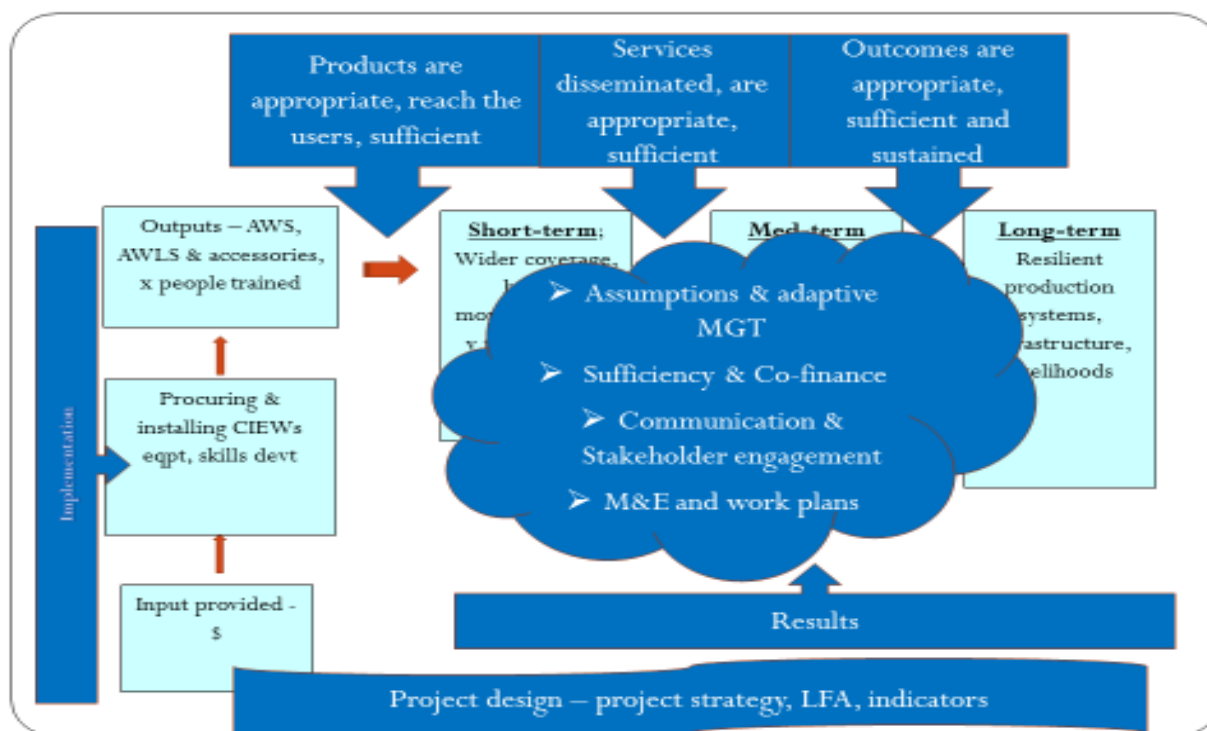 Products are
appropriate, reach the
users, sufficient
Services
disseminated, are
appropriate,
sufficient
Outcomes are
appropriate,
sufficient and
sustained
Outputs – AWS,
AWLS & accessories,
x people trained
Short-term;
Wider coverage,
Med-term
Long-term
Resilient
production
systems,
Assumptions & adaptive
MGT
Sufficiency & Co-finance
Communication &
Stakeholder engagement
M&E and work plans
Implementation
Procuring &
installing CIEWs
eqpt, skills devt
Input provided -
$
Results
Project design – project strategy, LFA, indicators